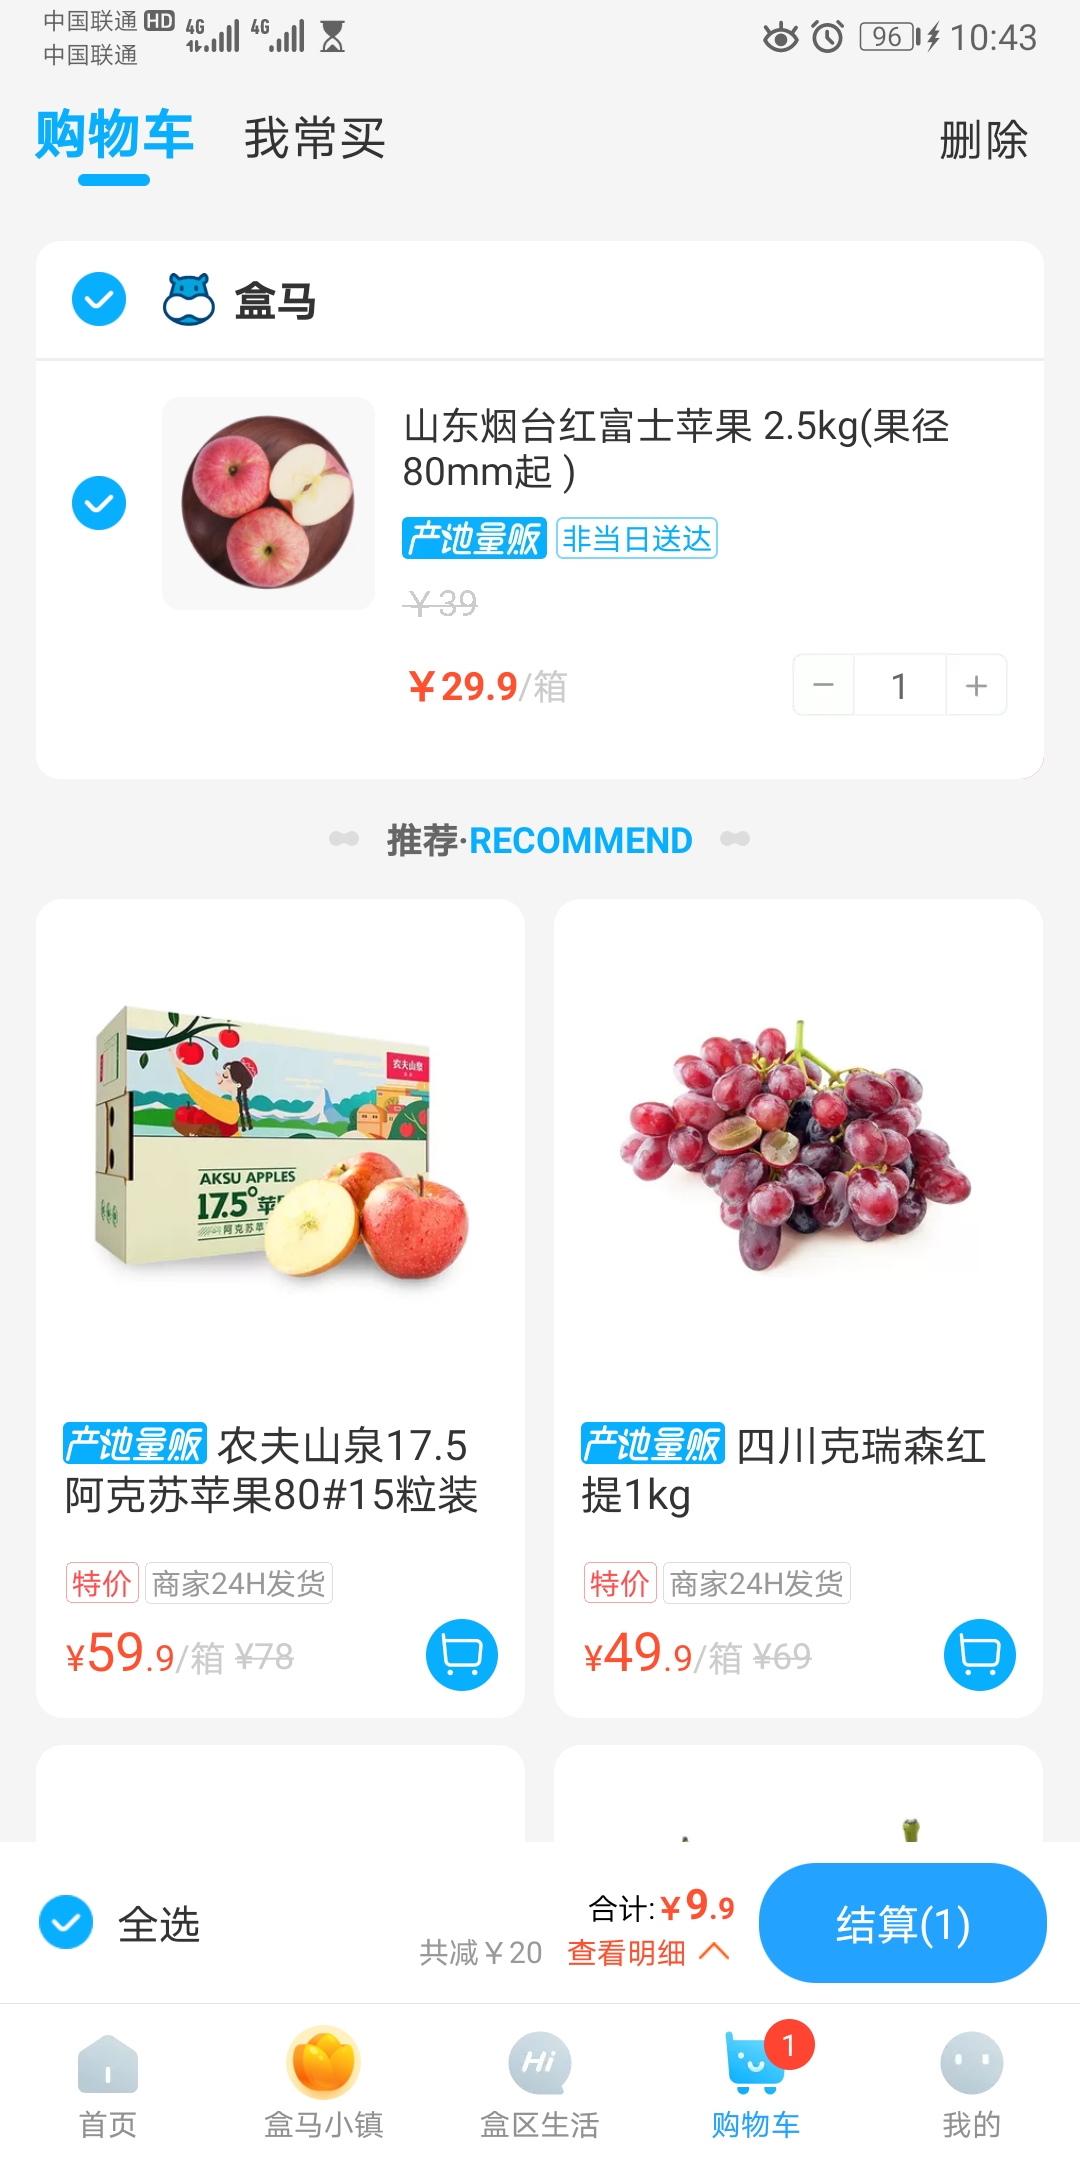 中国联通 HD 4G 4G 96 10:43
中国联通
购物车 我常买 删除
盒马
山东烟台红富士苹果 2.5kg(果径
80mm起 )
产地量贩 非当日送达
￥39
￥29.9/箱 － 1 ＋
推荐·RECOMMEND
农夫山泉
AKSU APPLES
17.5°苹
阿克苏苹
产地量贩 农夫山泉17.5
阿克苏苹果80#15粒装
特价 商家24H发货
¥59.9/箱 ¥78
产地量贩 四川克瑞森红
提1kg
特价 商家24H发货
¥49.9/箱 ¥69
全选
合计:￥9.9
共减￥20 查看明细
结算(1)
Hi 1
首页 盒马小镇 盒区生活 购物车 我的